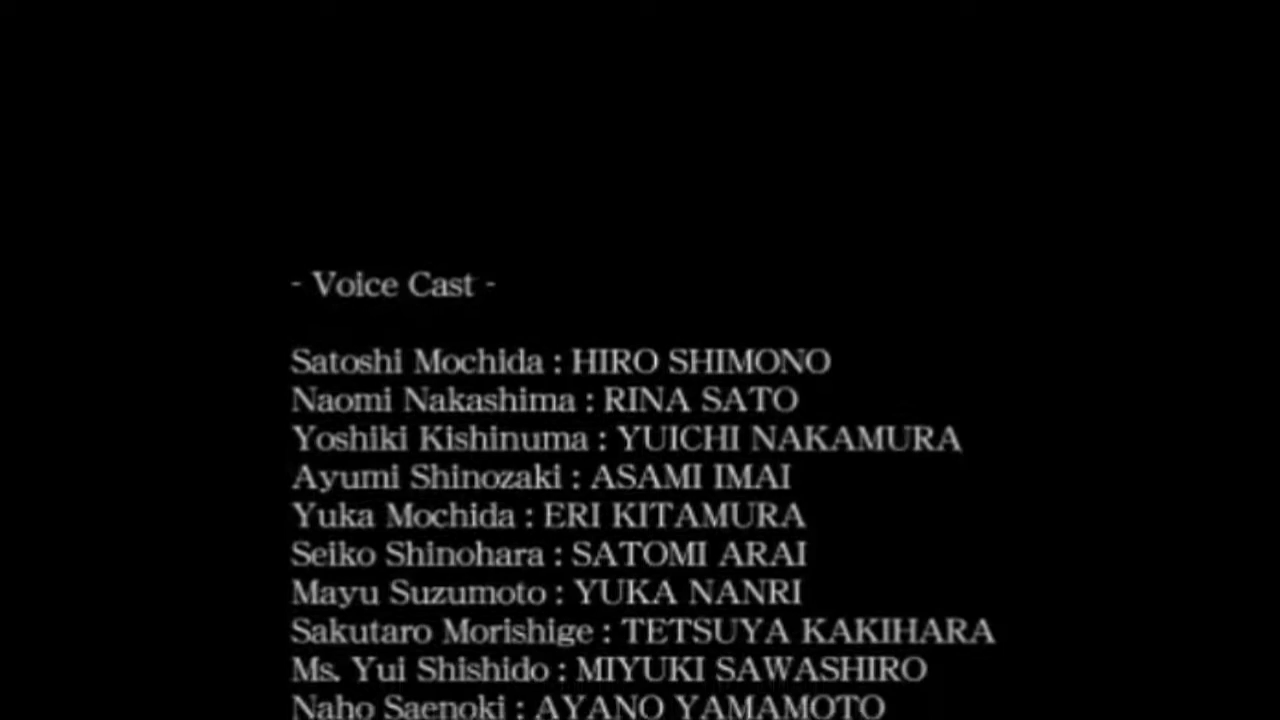 - Voice Cast -
Satoshi Mochida : HIRO SHIMONO
Naomi Nakashima : RINA SATO
Yoshiki Kishinuma : YUICHI NAKAMURA
Ayumi Shinozaki : ASAMI IMAI
Yuka Mochida : ERI KITAMURA
Seiko Shinohara : SATOMI ARAI
Mayu Suzumoto : YUKA NANRI
Sakutaro Morishige : TETSUYA KAKIHARA
Ms. Yui Shishido : MIYUKI SAWASHIRO
Naho Saenoki : AYANO YAMAMOTO